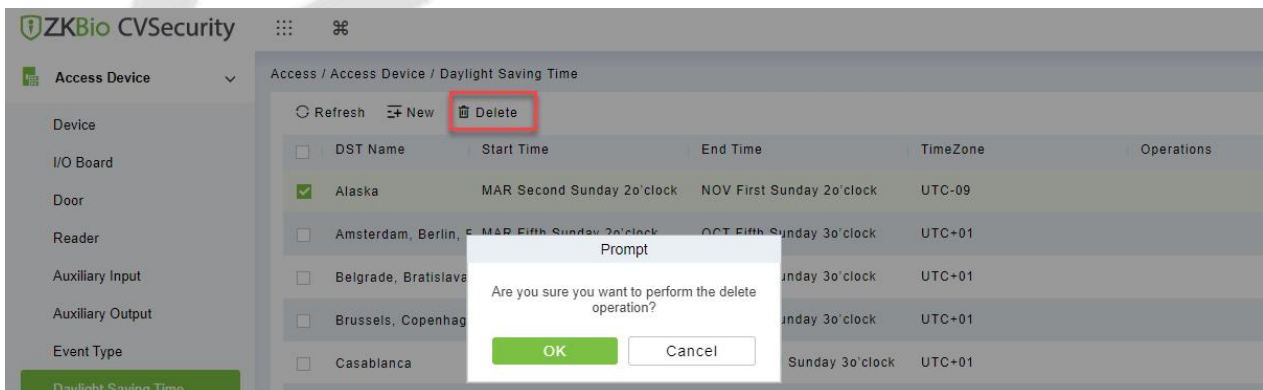 ZKBio CVSecurity
Access Device
Access / Access Device / Daylight Saving Time
Refresh New Delete
Device
I/O Board
Door
Reader
Auxiliary Input
Auxiliary Output
Event Type
Daylight Saving Time
DST Name Start Time End Time TimeZone Operations
Alaska MAR Second Sunday 2o'clock NOV First Sunday 2o'clock UTC-09
Amsterdam, Berlin, MAR Fifth Sunday 2o'clock OCT Fifth Sunday 3o'clock UTC+01
Belgrade, Bratislava 3o'clock UTC+01
Brussels, 3o'clock UTC+01
Casablanca Sunday 3o'clock UTC+01
Prompt
Are you sure you want to perform the delete
operation?
OK Cancel